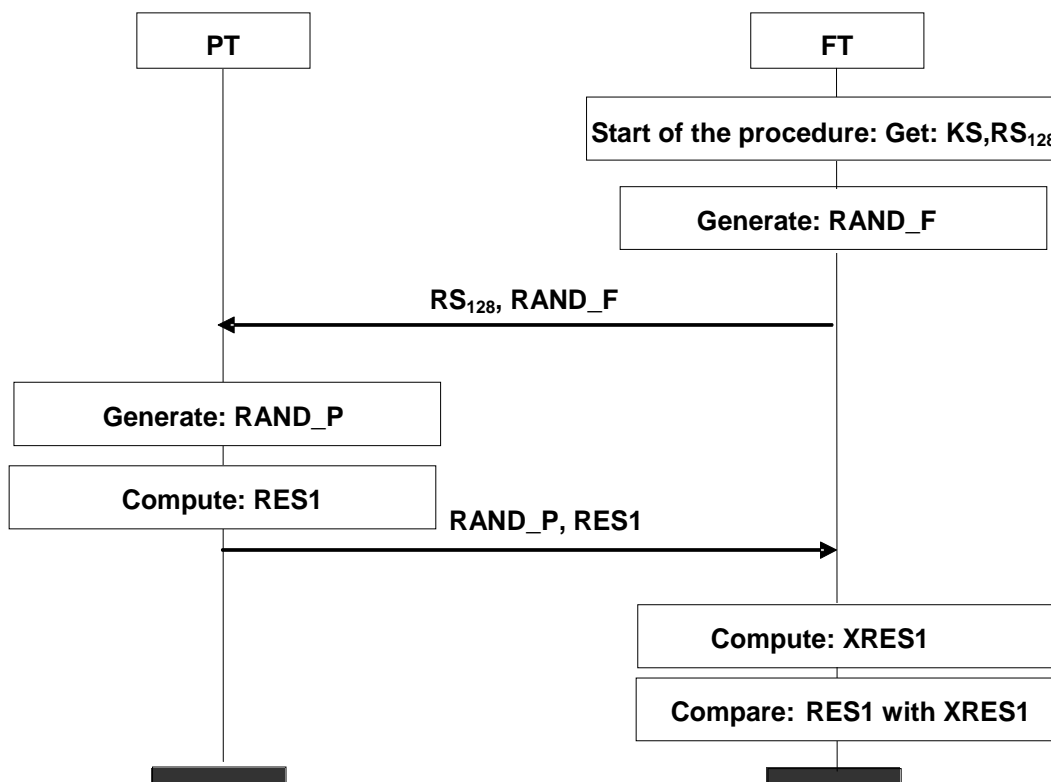 PT
FT
Start of the procedure: Get: KS,RS₁₂₈
Generate: RAND_F
RS₁₂₈, RAND_F
Generate: RAND_P
Compute: RES1
RAND_P, RES1
Compute: XRES1
Compare: RES1 with XRES1